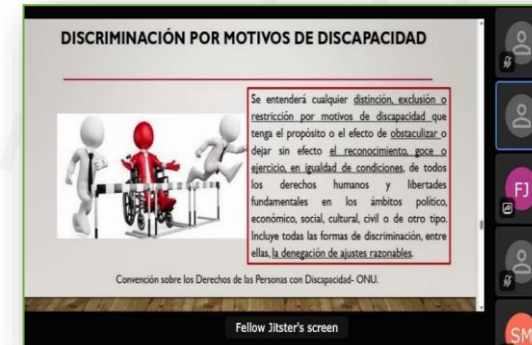 DISCRIMINACIÓN POR MOTIVOS DE DISCAPACIDAD
Se entenderá cualquier distinción, exclusión o
restricción por motivos de discapacidad que
tenga el propósito o el efecto de obstaculizar o
dejar sin efecto el reconocimiento, goce o
ejercicio, en igualdad de condiciones, de todos
los derechos humanos y libertades
fundamentales en los ámbitos político,
económico, social, cultural, civil o de otro tipo.
Incluye todas las formas de discriminación, entre
ellas, la denegación de ajustes razonables.
Convención sobre los Derechos de las Personas con Discapacidad- ONU.
Fellow Jitster's screen
FJ
SM